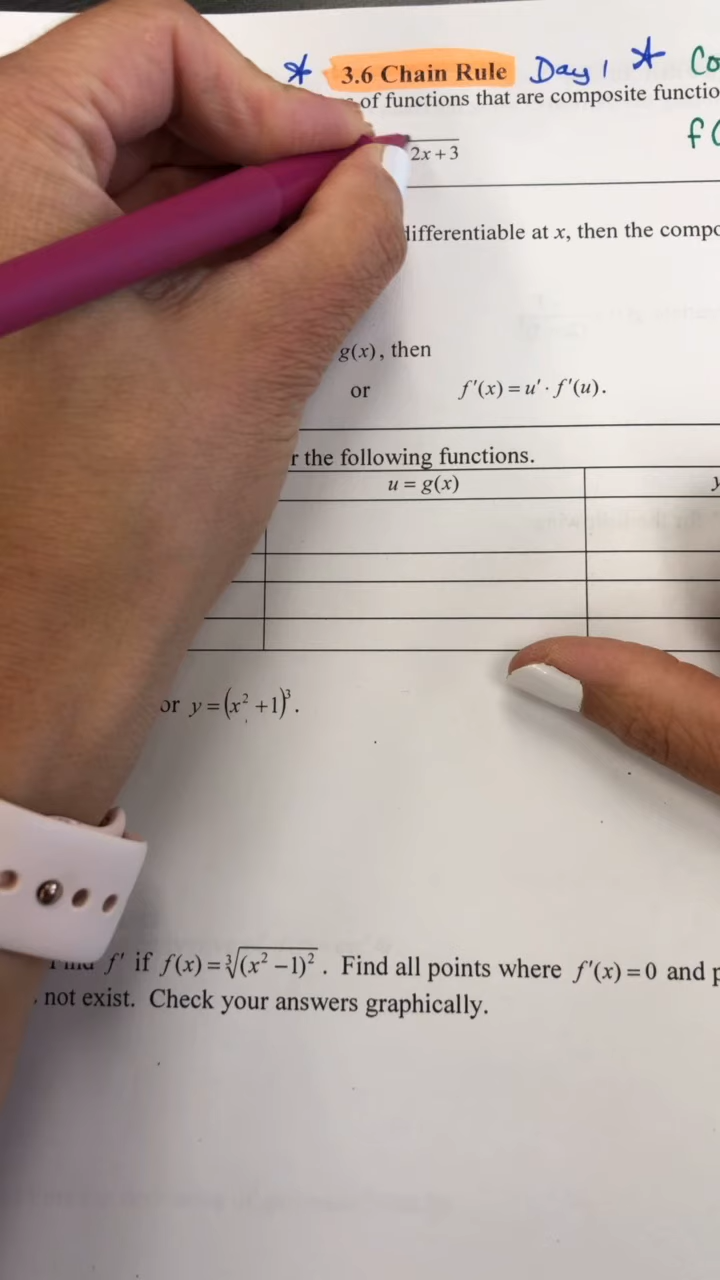 * 3.6 Chain Rule Day 1 * Co
of functions that are composite functio
f(
2x + 3
differentiable at x, then the compo
g(x), then
or f'(x) = u' · f'(u).
r the following functions.
u = g(x) y
or y = (x² + 1)³.
Find f' if f(x) = ∛((x² − 1)²). Find all points where f'(x) = 0 and p
not exist. Check your answers graphically.